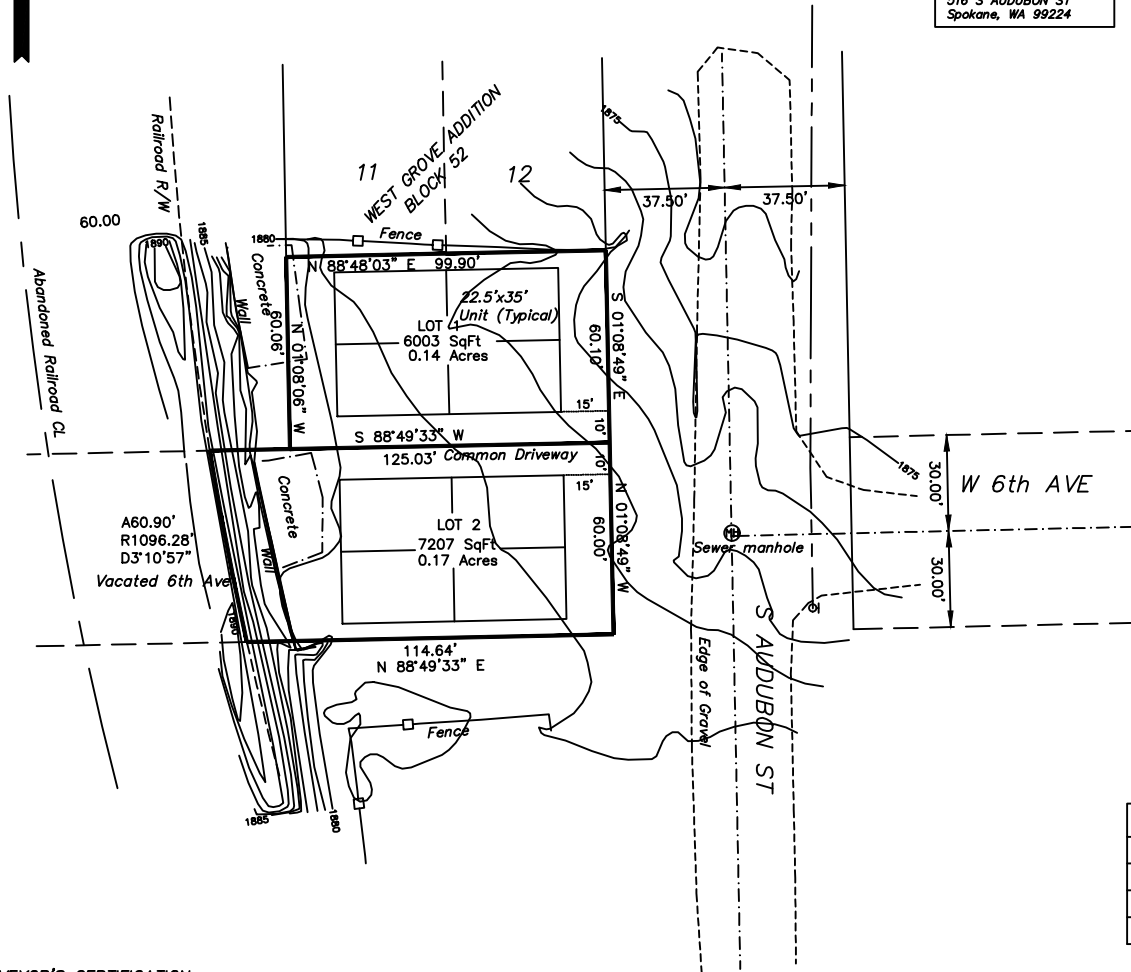 516 S AUDUBON ST
Spokane, WA 99224
1875
11
WEST GROVE ADDITION
BLOCK 52
12
37.50'
37.50'
Railroad R/W
60.00
1890
1885
1880
Fence
N 88°48'03" E 99.90'
Concrete
Wall
60.06'
N 01°08'06" W
22.5'x35'
Unit (Typical)
LOT 1
6003 SqFt
0.14 Acres
S 01°08'49" E
60.10'
Abandoned Railroad CL
15'
10'
S 88°49'33" W
125.03'
Common Driveway
10'
15'
1875
30.00'
W 6th AVE
30.00'
Concrete
Wall
A60.90'
R1096.28'
D3°10'57"
Vacated 6th Ave
LOT 2
7207 SqFt
0.17 Acres
N 01°08'49" W
60.00'
MH
Sewer manhole
1890
114.64'
N 88°49'33" E
Edge of Gravel
S AUDUBON ST
Fence
1885
1880